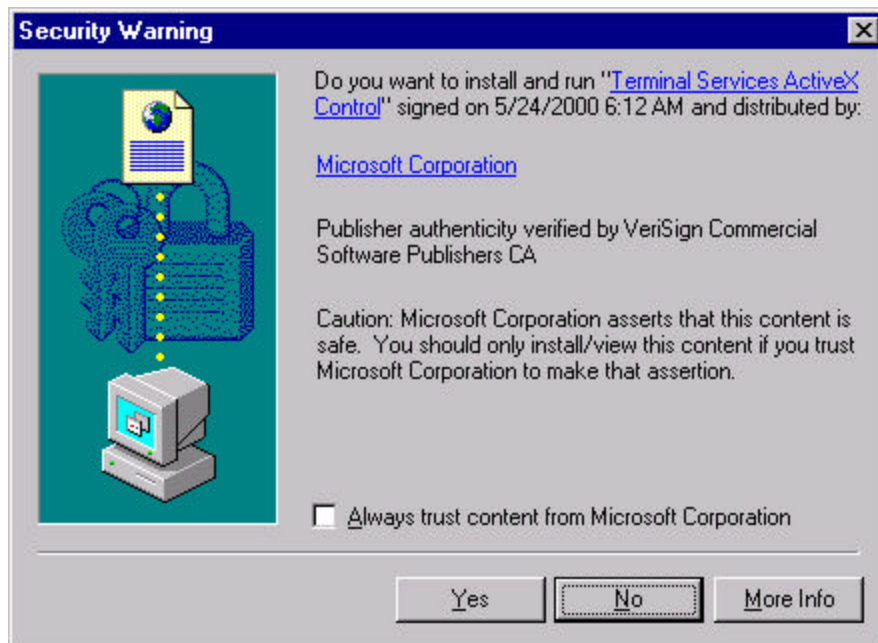 Security Warning
Do you want to install and run "Terminal Services ActiveX
Control" signed on 5/24/2000 6:12 AM and distributed by:
Microsoft Corporation
Publisher authenticity verified by VeriSign Commercial
Software Publishers CA
Caution: Microsoft Corporation asserts that this content is
safe.  You should only install/view this content if you trust
Microsoft Corporation to make that assertion.
Always trust content from Microsoft Corporation
Yes
No
More Info